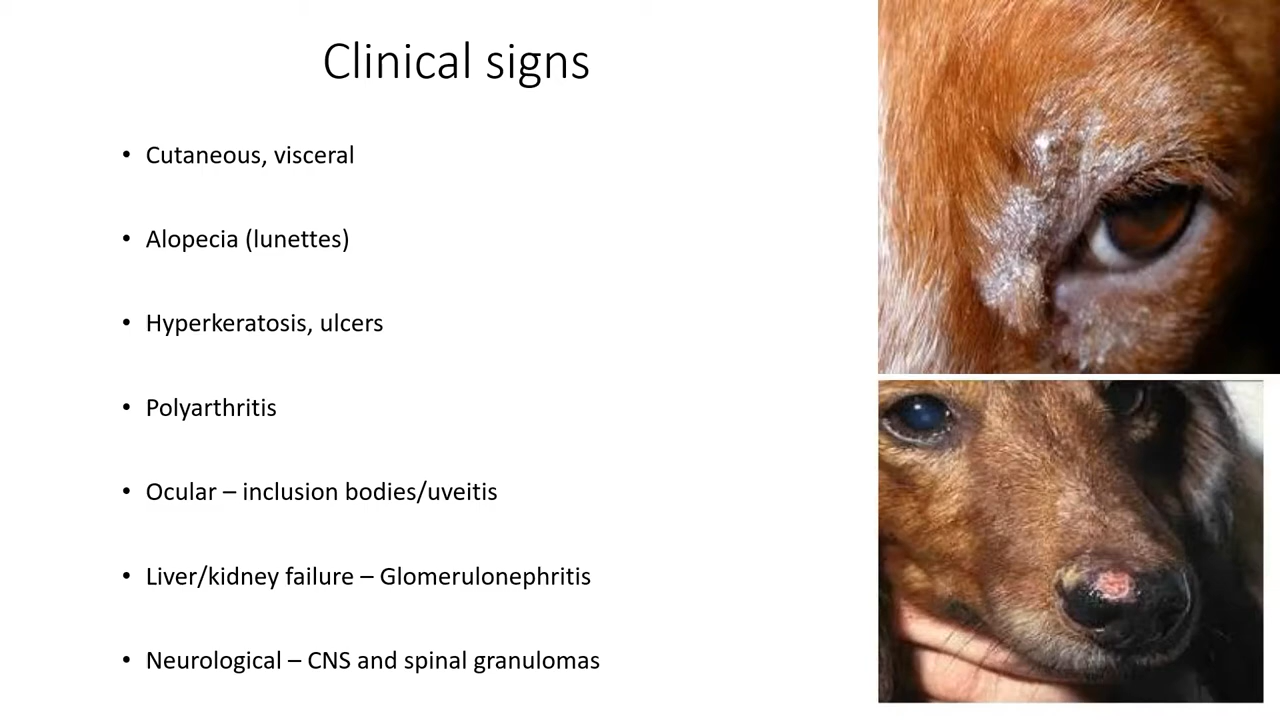 Clinical signs
• Cutaneous, visceral
• Alopecia (lunettes)
• Hyperkeratosis, ulcers
• Polyarthritis
• Ocular – inclusion bodies/uveitis
• Liver/kidney failure – Glomerulonephritis
• Neurological – CNS and spinal granulomas